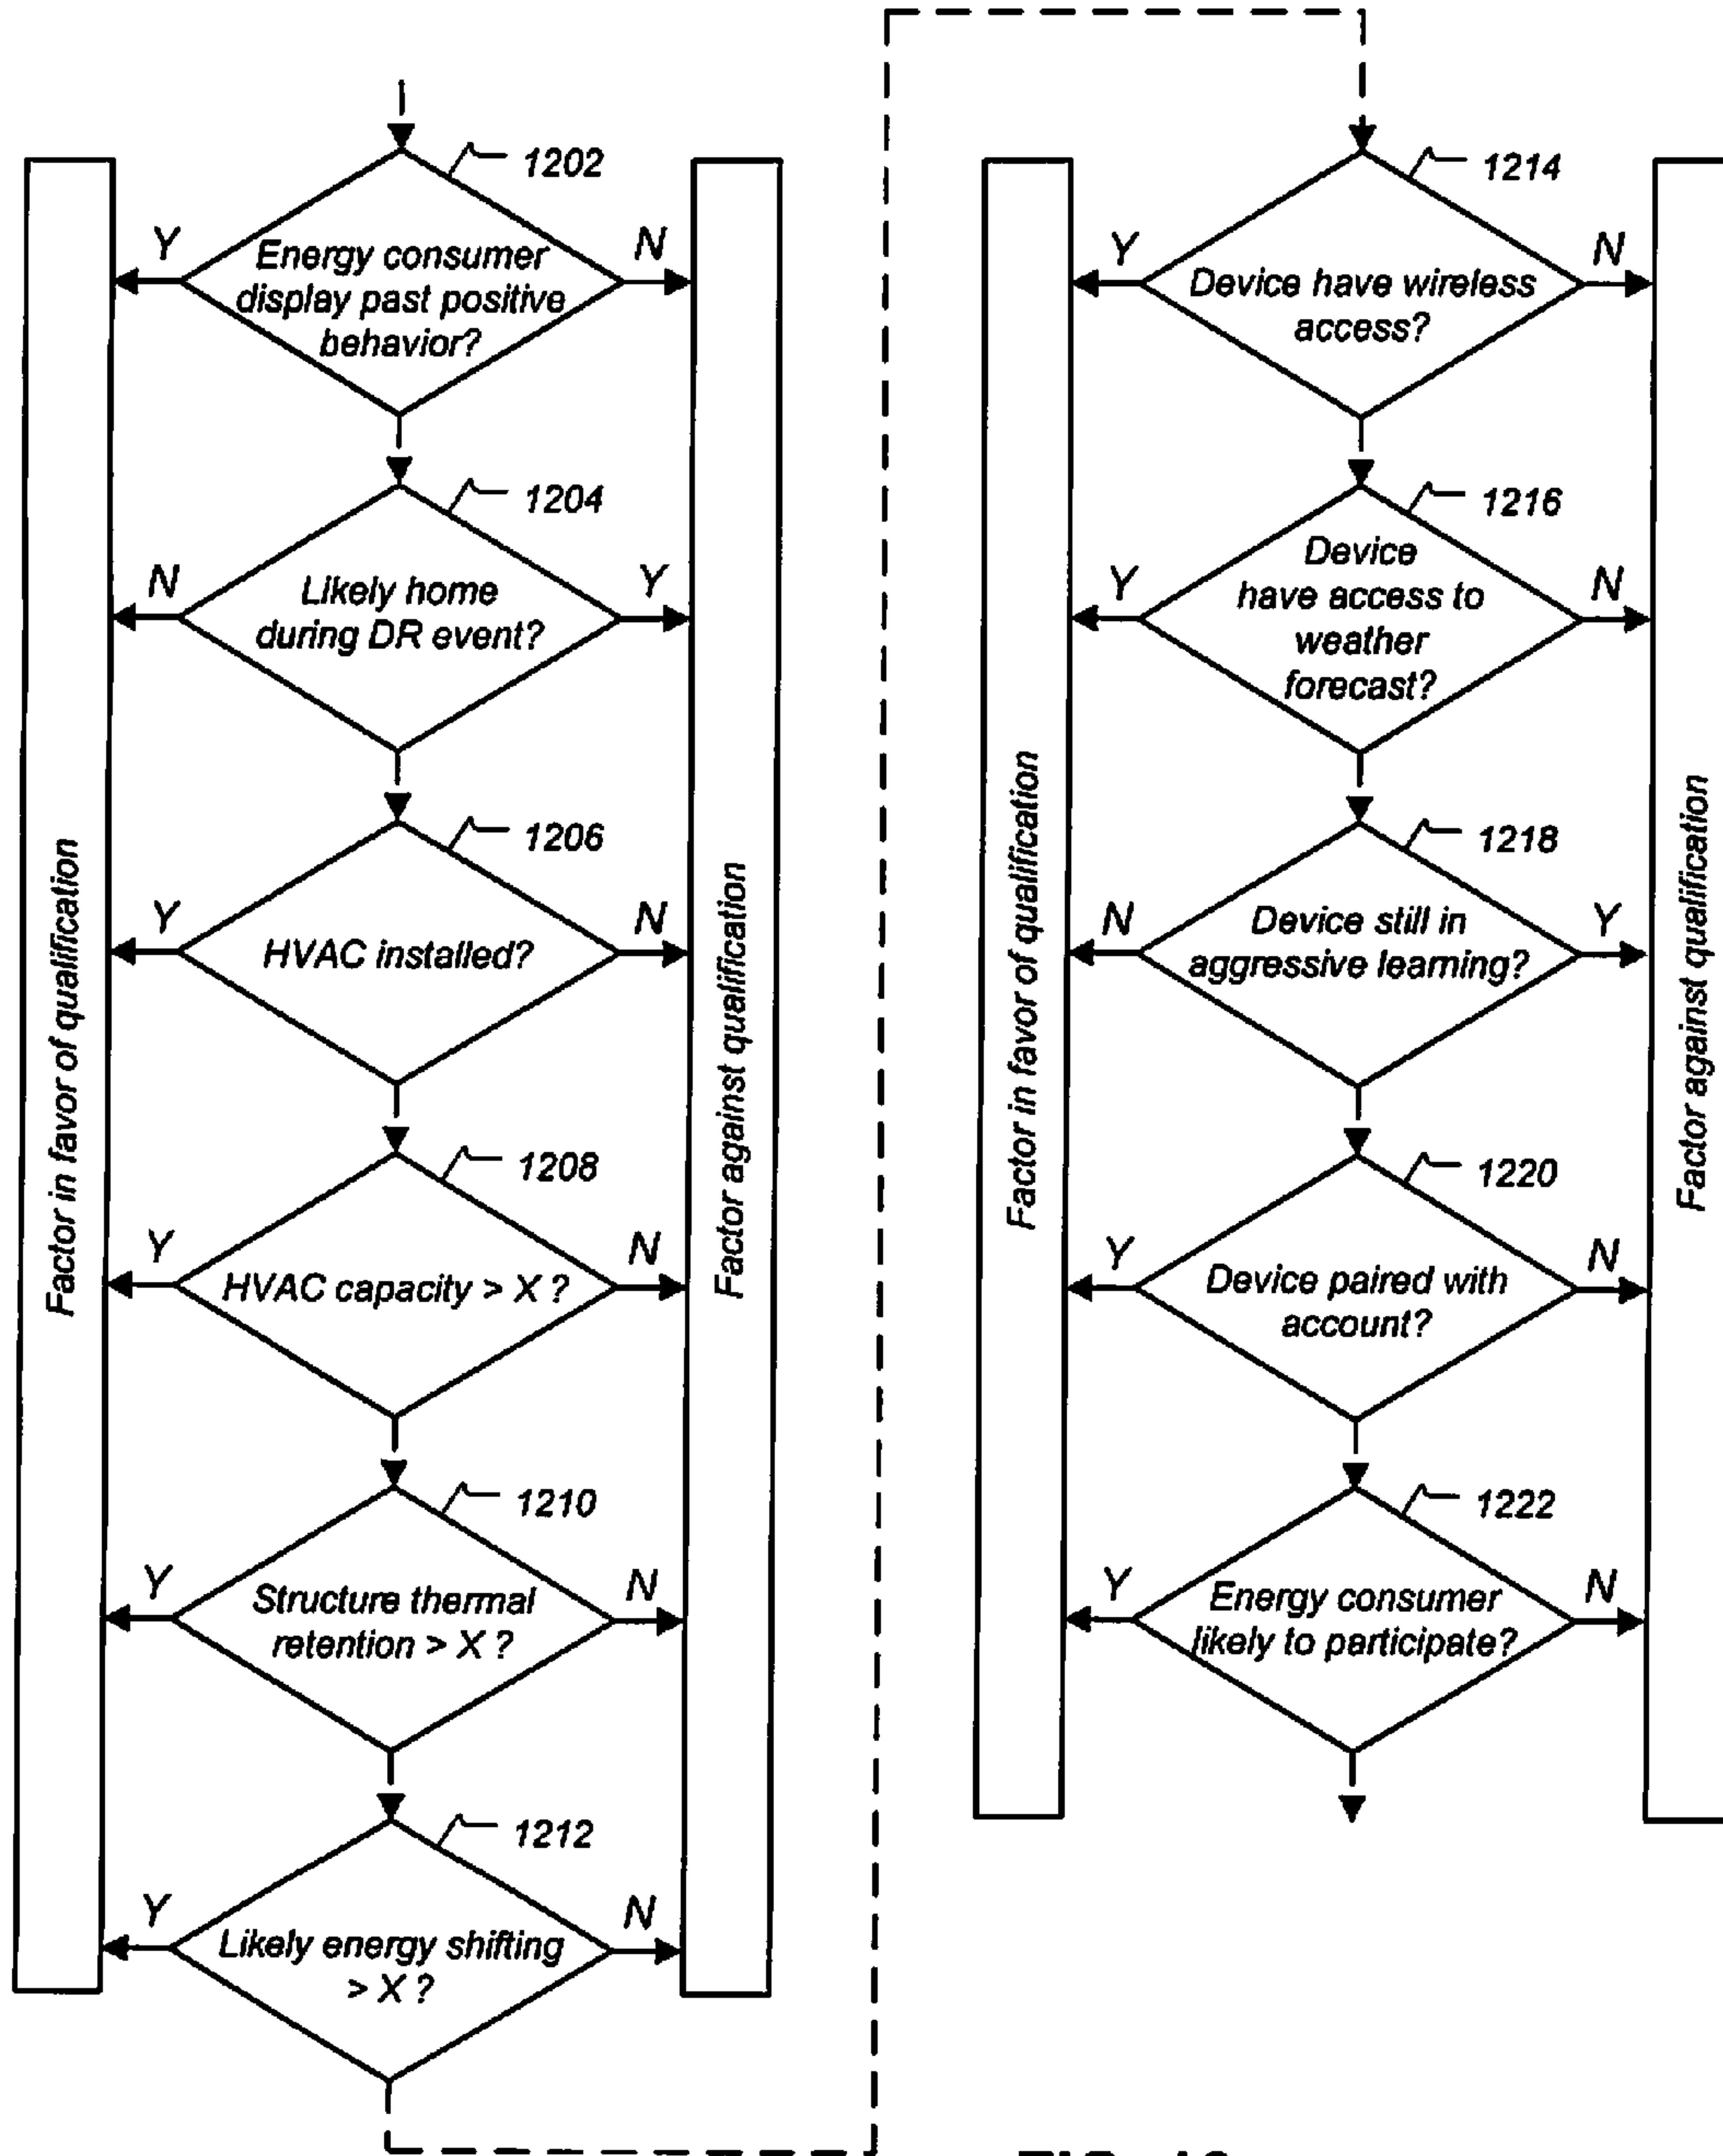 1202
Y
N
Energy consumer
display past positive
behavior?
1204
N
Y
Likely home
during DR event?
1206
Y
N
HVAC installed?
1208
Y
N
HVAC capacity > X ?
1210
Y
N
Structure thermal
retention > X ?
1212
Y
N
Likely energy shifting
> X ?
Factor in favor of qualification
Factor against qualification
1214
Y
N
Device have wireless
access?
1216
Device
Y
N
have access to
weather
forecast?
1218
N
Y
Device still in
aggressive learning?
1220
Y
N
Device paired with
account?
1222
Y
N
Energy consumer
likely to participate?
Factor in favor of qualification
Factor against qualification